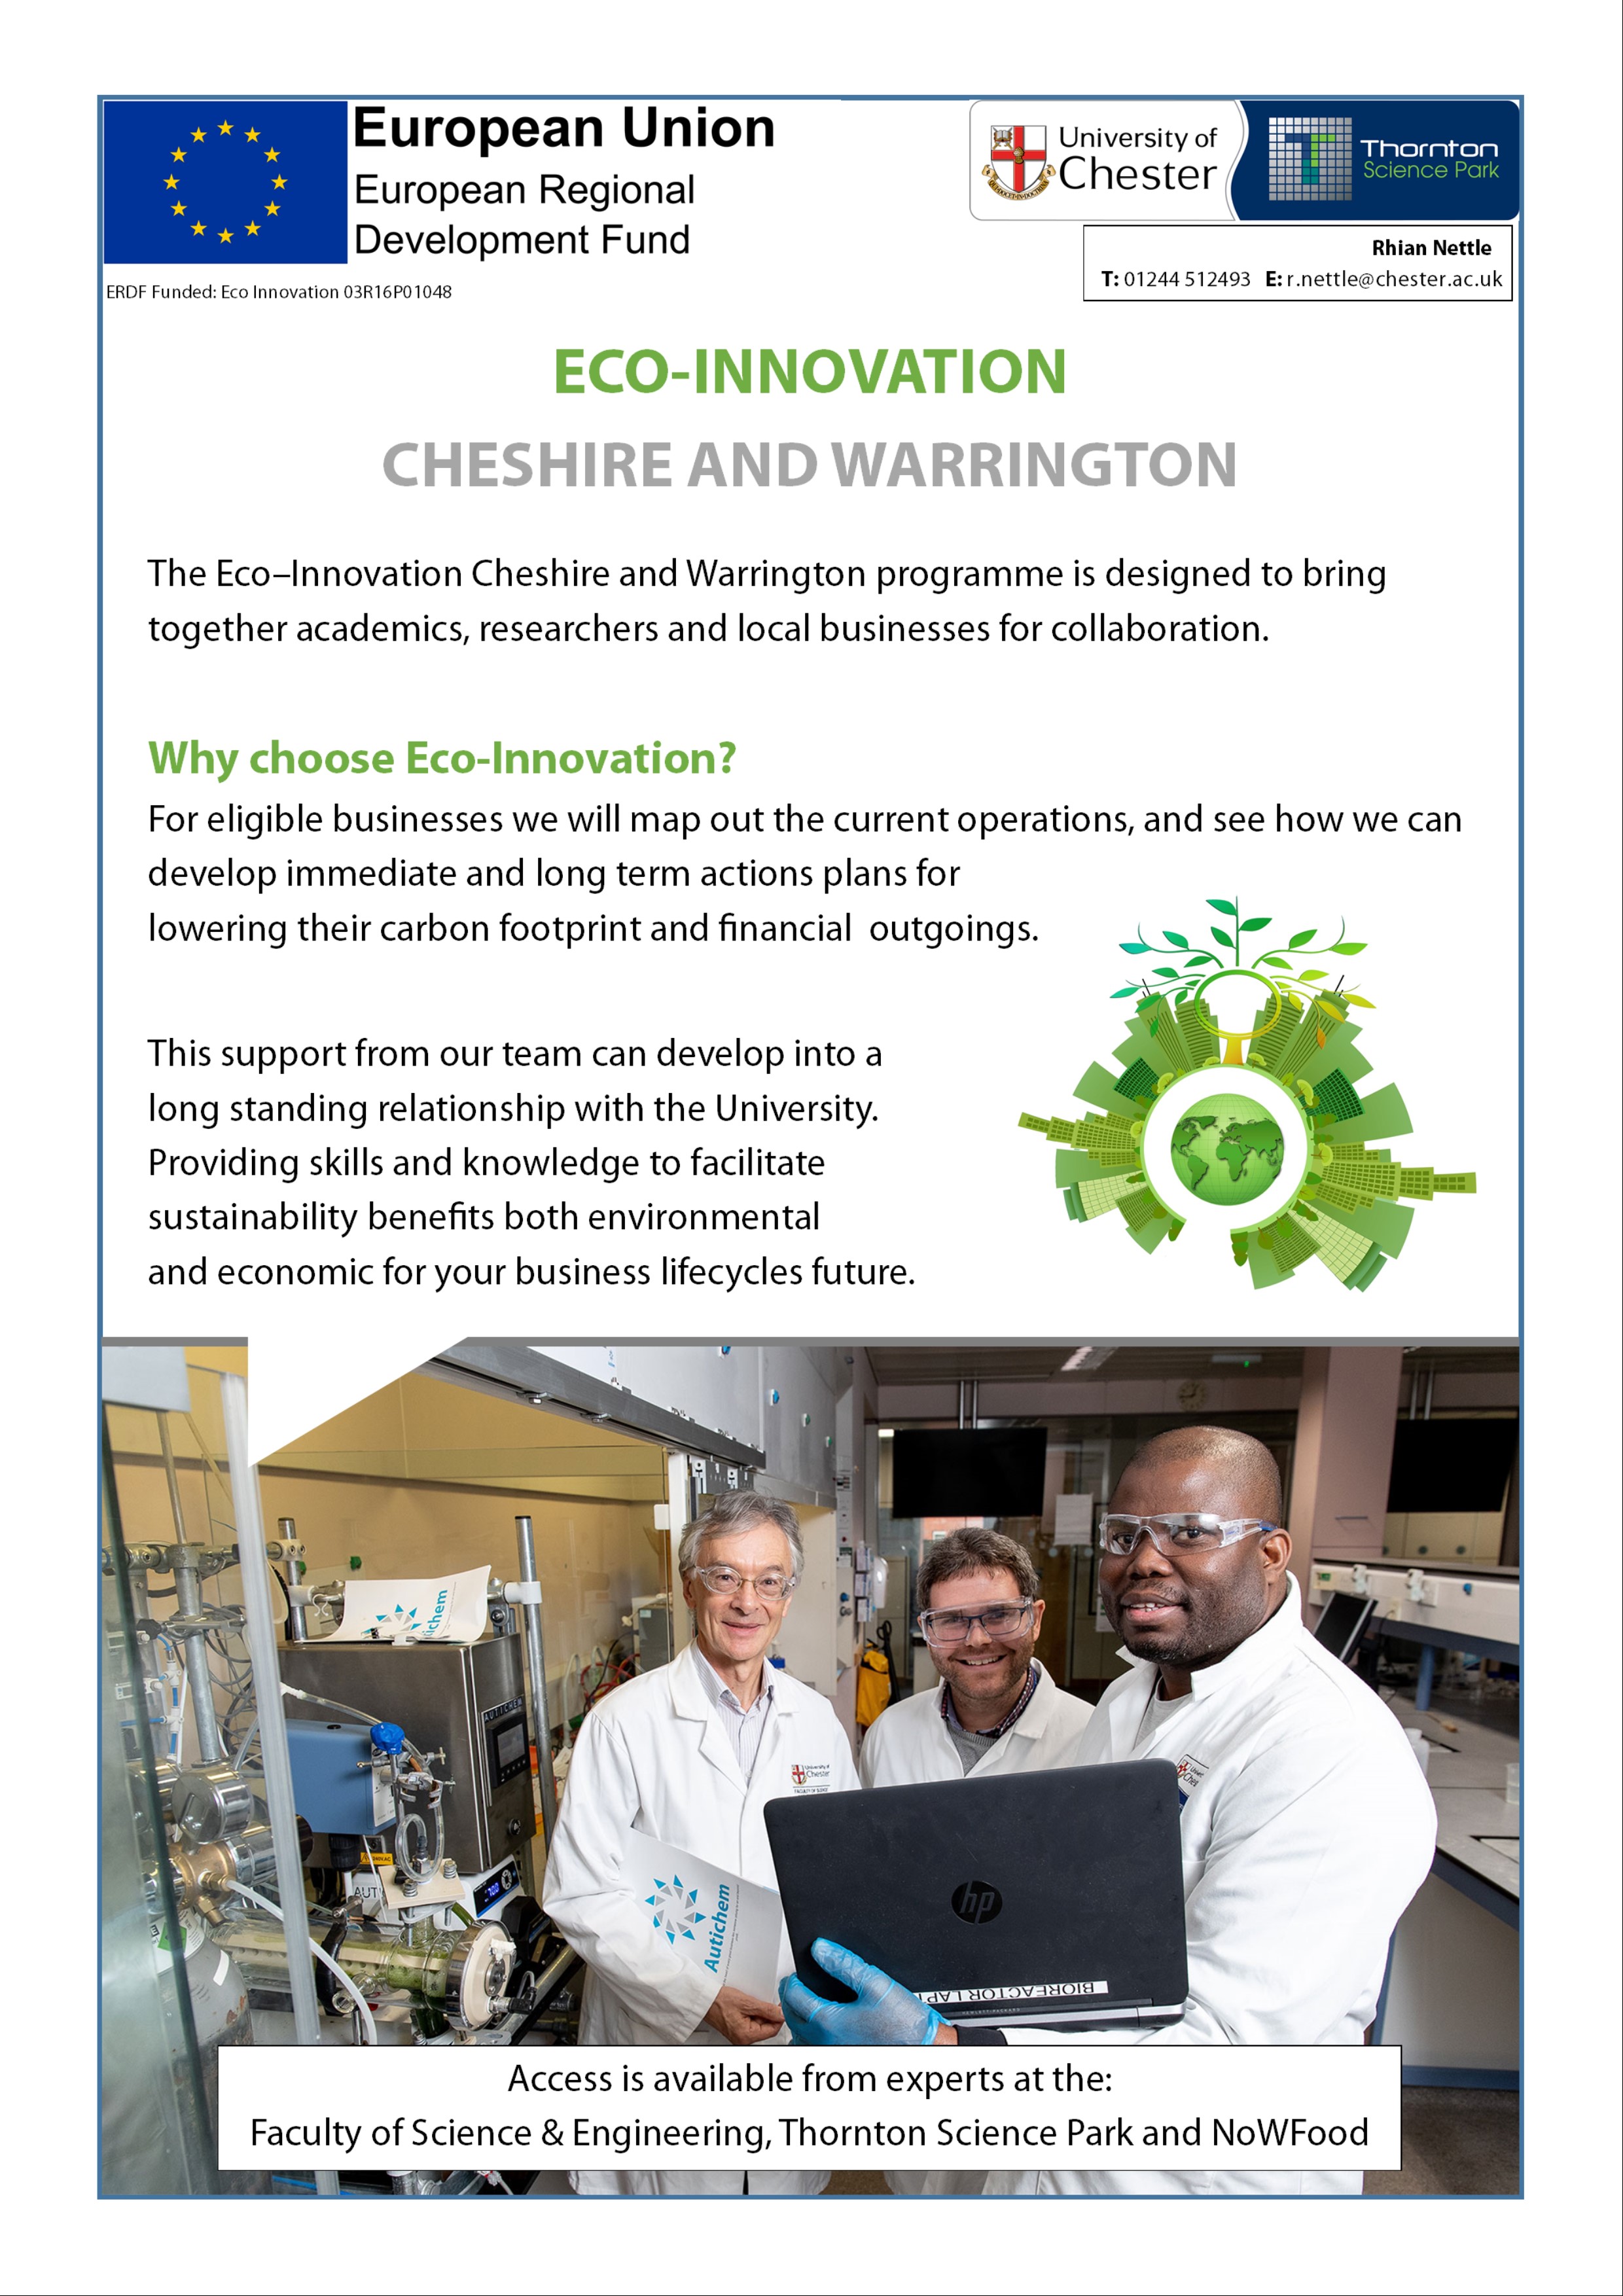 European Union
European Regional
Development Fund
ERDF Funded: Eco Innovation 03R16P01048
University of
Chester
Thornton
Science Park
Rhian Nettle
T: 01244 512493 E: r.nettle@chester.ac.uk
ECO-INNOVATION
CHESHIRE AND WARRINGTON
The Eco–Innovation Cheshire and Warrington programme is designed to bring
together academics, researchers and local businesses for collaboration.
Why choose Eco-Innovation?
For eligible businesses we will map out the current operations, and see how we can
develop immediate and long term actions plans for
lowering their carbon footprint and financial outgoings.
This support from our team can develop into a
long standing relationship with the University.
Providing skills and knowledge to facilitate
sustainability benefits both environmental
and economic for your business lifecycles future.
ichem
AUTICHEM
AUT
University of
Chester
Autichem
hp
BIOREACTOR LAP
Access is available from experts at the:
Faculty of Science & Engineering, Thornton Science Park and NoWFood